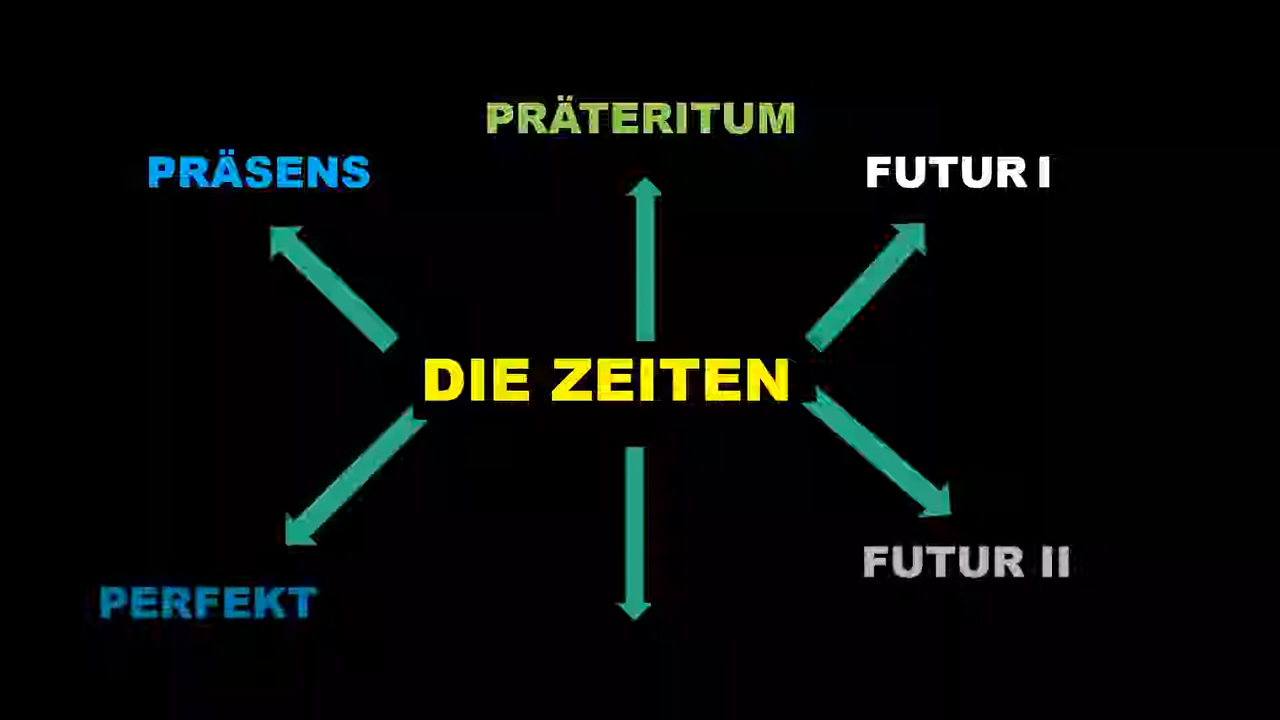 PRÄTERITUM
PRÄSENS
FUTUR I
DIE ZEITEN
FUTUR II
PERFEKT